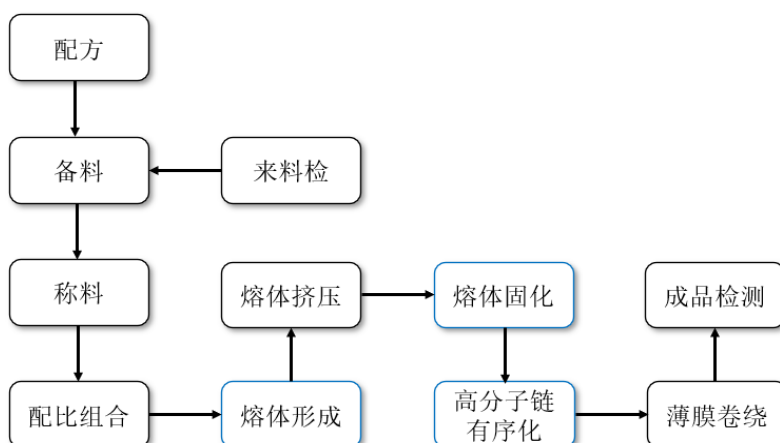 配方
备料
来料检
称料
熔体挤压
熔体固化
成品检测
配比组合
熔体形成
高分子链
有序化
薄膜卷绕